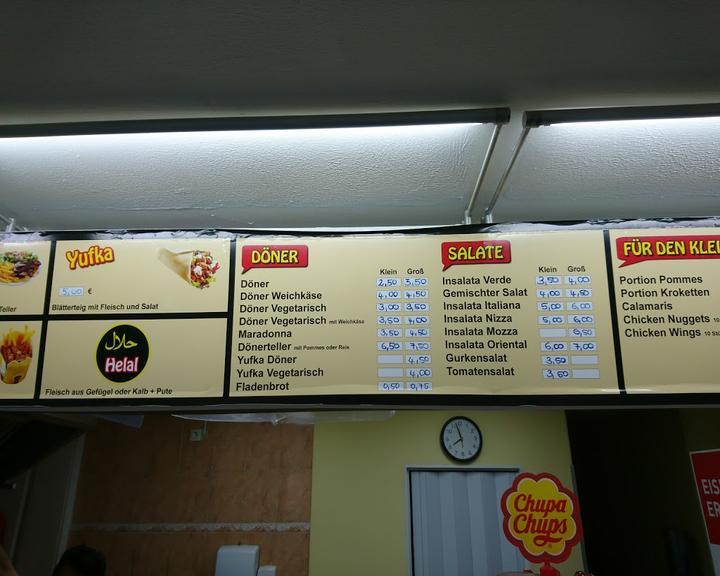 Teller
Yufka
5,00 €
Blätterteig mit Fleisch und Salat
حلال
Helal
Fleisch aus Geflügel oder Kalb + Pute
DÖNER
Klein Groß
Döner 2,50 3,50
Döner Weichkäse 4,00 4,50
Döner Vegetarisch 3,00 3,50
Döner Vegetarisch mit Weichkäse 3,50 4,00
Maradonna 3,50 4,50
Dönerteller mit Pommes oder Reis 6,50 7,50
Yufka Döner 4,50
Yufka Vegetarisch 4,00
Fladenbrot 0,50 0,75
SALATE
Klein Groß
Insalata Verde 3,50 4,00
Gemischter Salat 4,00 4,50
Insalata Italiana 5,00 6,00
Insalata Nizza 5,00 6,00
Insalata Mozza 6,50
Insalata Oriental 6,00 7,00
Gurkensalat 3,50
Tomatensalat 3,50
FÜR DEN KLEI
Portion Pommes
Portion Kroketten
Calamaris
Chicken Nuggets 10
Chicken Wings 10 Stü
Chupa
Chups
EIS
ER